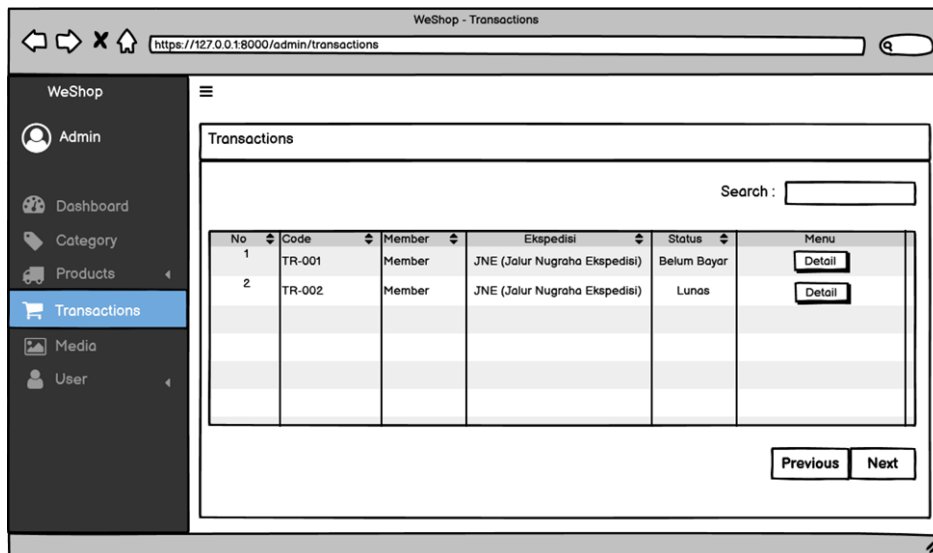 WeShop - Transactions
https://127.0.0.1:8000/admin/transactions
WeShop
Admin
Dashboard
Category
Products
Transactions
Media
User
Transactions
Search :
No Code Member Ekspedisi Status Menu
1 TR-001 Member JNE (Jalur Nugraha Ekspedisi) Belum Bayar Detail
2 TR-002 Member JNE (Jalur Nugraha Ekspedisi) Lunas Detail
Previous Next